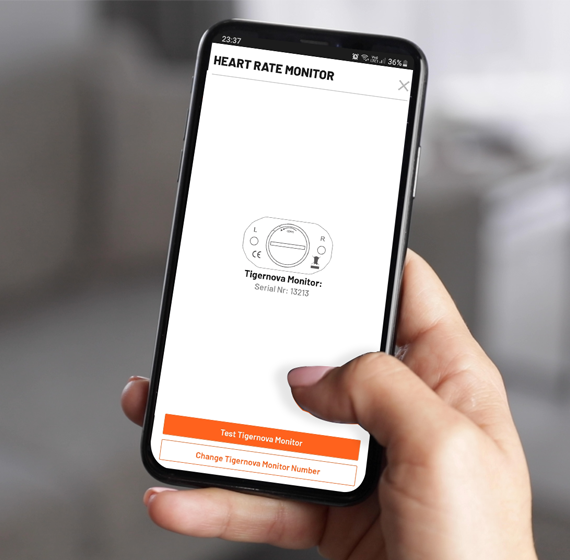 23:37
36%
HEART RATE MONITOR
L
R
CE
Tigernova Monitor:
Serial Nr: 13213
Test Tigernova Monitor
Change Tigernova Monitor Number